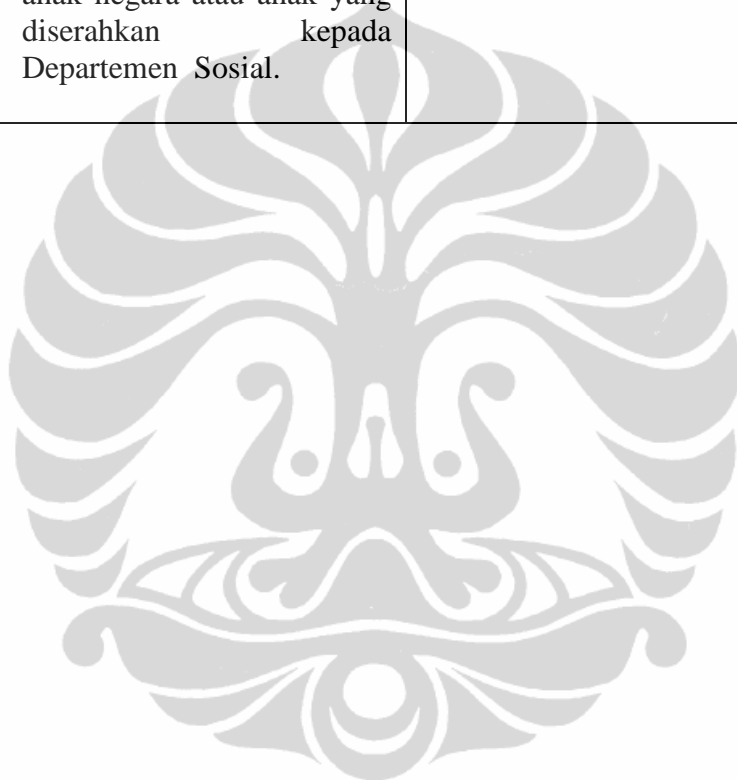 anak negara atau anak yang
diserahkan kepada
Departemen Sosial.